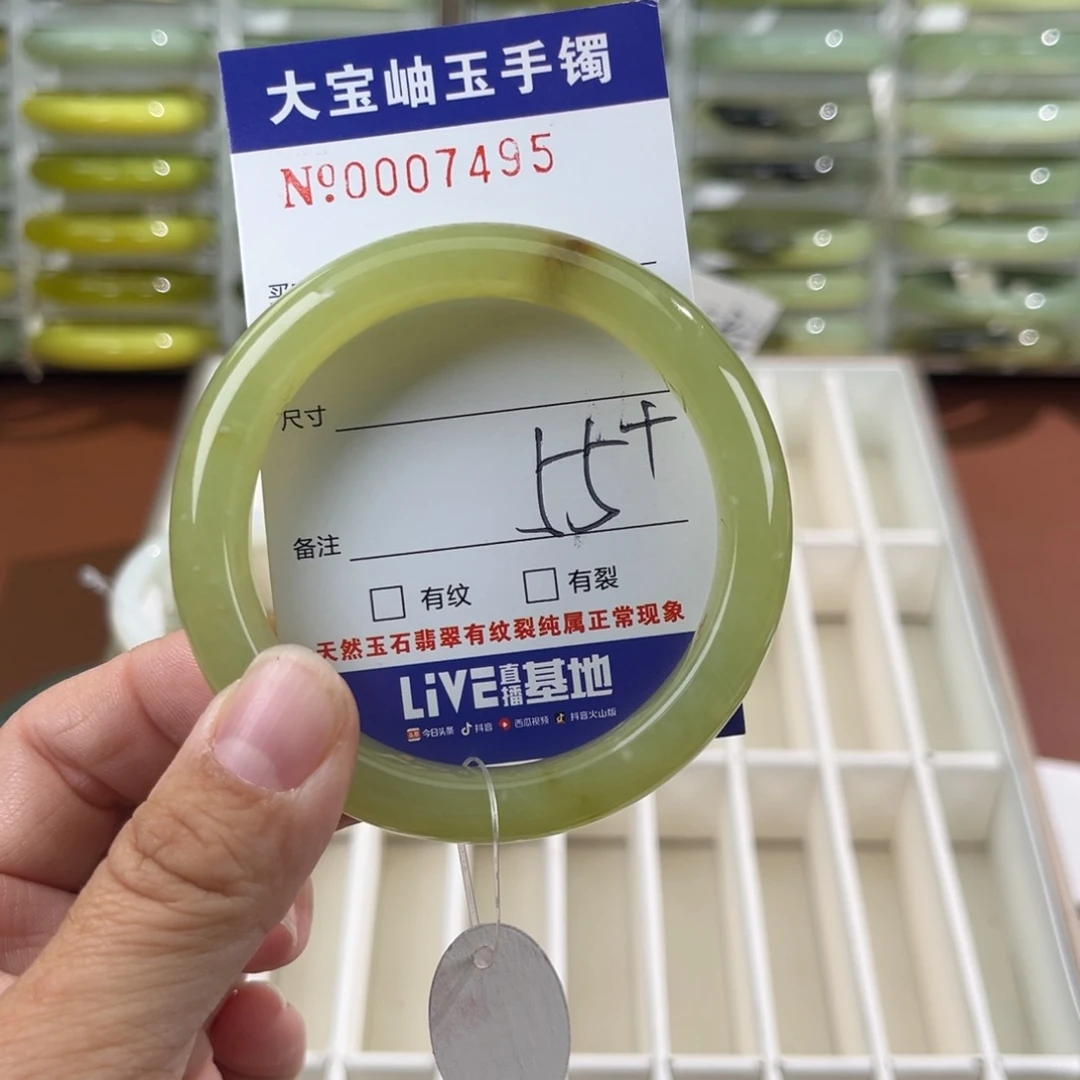 大宝岫玉手镯
№0007495
尺寸
55+
备注
有纹 有裂
天然玉石翡翠有纹裂纯属正常现象
LiVE直播基地
今日头条 抖音 西瓜视频 抖音火山版